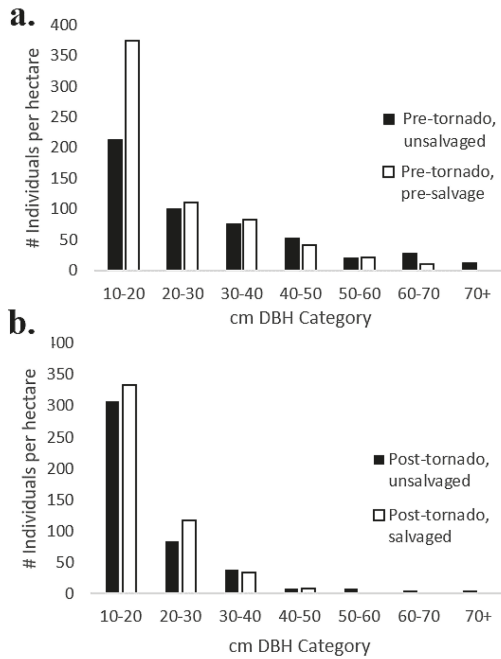 a.
400
350
300
250
200
150
100
50
0
# Individuals per hectare
Pre-tornado,
unsalvaged
Pre-tornado,
pre-salvage
10-20 20-30 30-40 40-50 50-60 60-70 70+
cm DBH Category
b.
400
350
300
250
200
150
100
50
0
# Individuals per hectare
Post-tornado,
unsalvaged
Post-tornado,
salvaged
10-20 20-30 30-40 40-50 50-60 60-70 70+
cm DBH Category